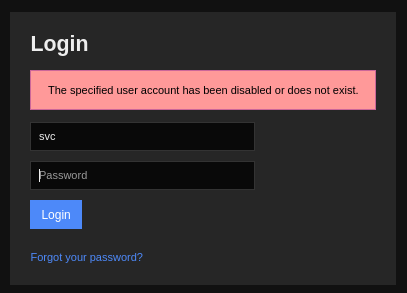 Login
The specified user account has been disabled or does not exist.
svc
Password
Login
Forgot your password?